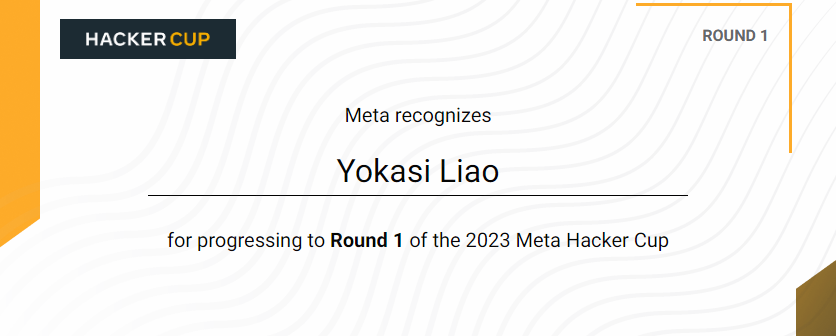 HACKER CUP
ROUND 1
Meta recognizes
Yokasi Liao
for progressing to Round 1 of the 2023 Meta Hacker Cup